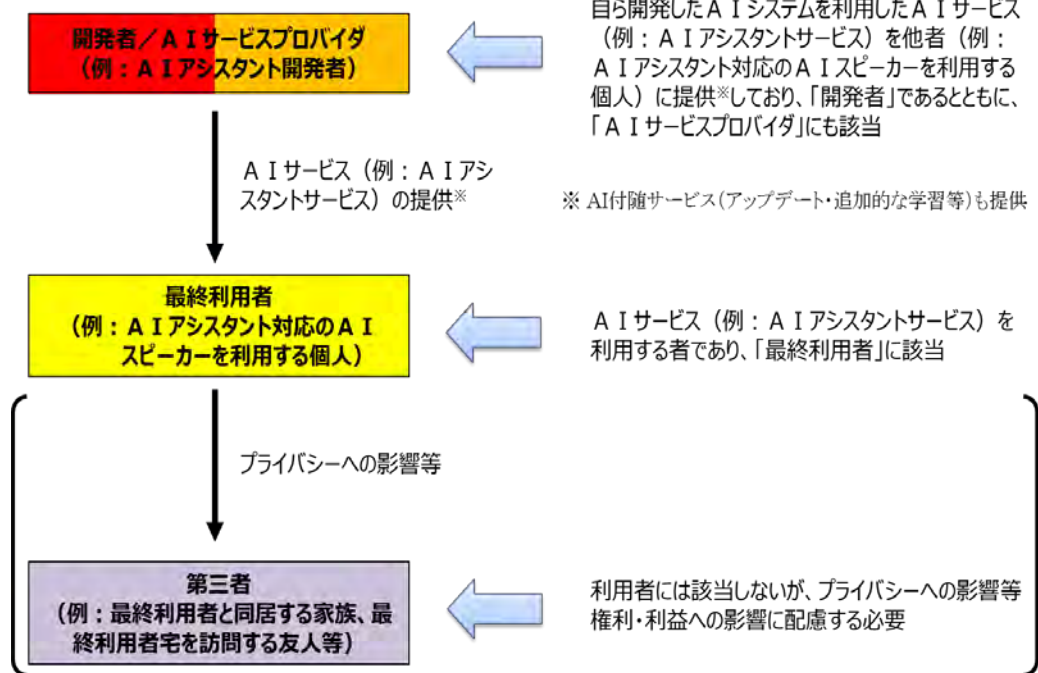 自ら開発したＡＩシステムを利用したＡＩサービス
開発者／ＡＩサービスプロバイダ
（例：ＡＩアシスタント開発者）
（例：ＡＩアシスタントサービス）を他者（例：
ＡＩアシスタント対応のＡＩスピーカーを利用する
個人）に提供※しており、「開発者」であるとともに、
「ＡＩサービスプロバイダ」にも該当
ＡＩサービス（例：ＡＩアシ
スタントサービス）の提供※
※ AI付随サービス(アップデート・追加的な学習等)も提供
最終利用者
（例：ＡＩアシスタント対応のＡＩ
スピーカーを利用する個人）
ＡＩサービス（例：ＡＩアシスタントサービス）を
利用する者であり、「最終利用者」に該当
プライバシーへの影響等
第三者
（例：最終利用者と同居する家族、最
終利用者宅を訪問する友人等）
利用者には該当しないが、プライバシーへの影響等
権利・利益への影響に配慮する必要